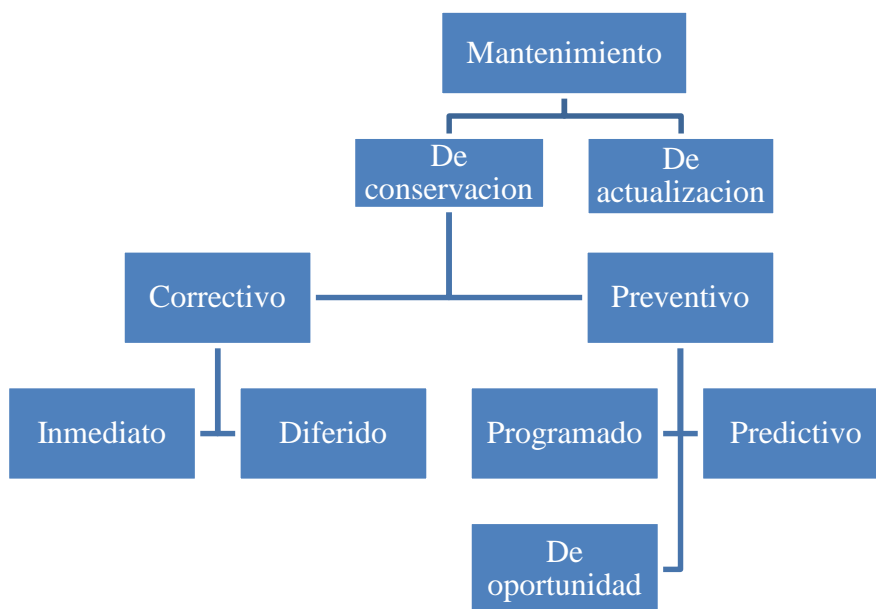 Mantenimiento
De
conservacion
De
actualizacion
Correctivo
Preventivo
Inmediato
Diferido
Programado
Predictivo
De
oportunidad